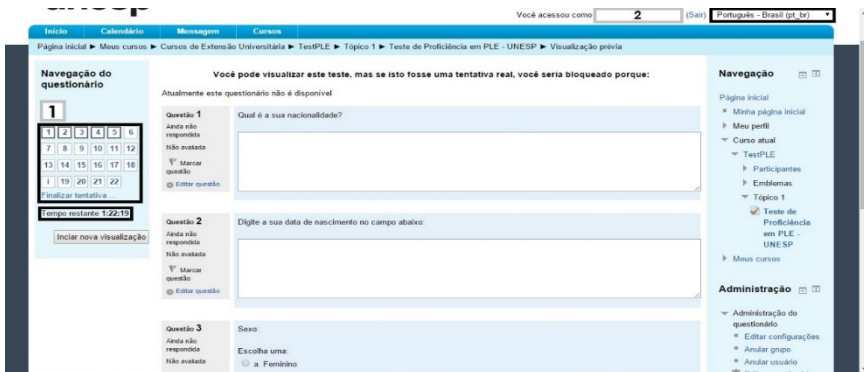 unesp
Você acessou como 2 (Sair) Português - Brasil (pt_br)
Início Calendário Mensagem Cursos
Página inicial ► Meus cursos ► Cursos de Extensão Universitária ► TestPLE ► Tópico 1 ► Teste de Proficiência em PLE - UNESP ► Visualização prévia
Navegação do
questionário
1
1 2 3 4 5 6
7 8 9 10 11 12
13 14 15 16 17 18
i 19 20 21 22
Finalizar tentativa ...
Tempo restante 1:22:19
Inciar nova visualização
Você pode visualizar este teste, mas se isto fosse uma tentativa real, você seria bloqueado porque:
Atualmente este questionário não é disponível
Questão 1
Ainda não
respondida
Não avaliada
Marcar
questão
Editar questão
Qual é a sua nacionalidade?
Questão 2
Ainda não
respondida
Não avaliada
Marcar
questão
Editar questão
Digite a sua data de nascimento no campo abaixo:
Questão 3
Ainda não
respondida
Não avaliada
Sexo:
Escolha uma:
a. Feminino
Navegação
Página inicial
Minha página inicial
Meu perfil
Curso atual
TestPLE
Participantes
Emblemas
Tópico 1
Teste de
Proficiência
em PLE -
UNESP
Meus cursos
Administração
Administração do
questionário
Editar configurações
Anular grupo
Anular usuário